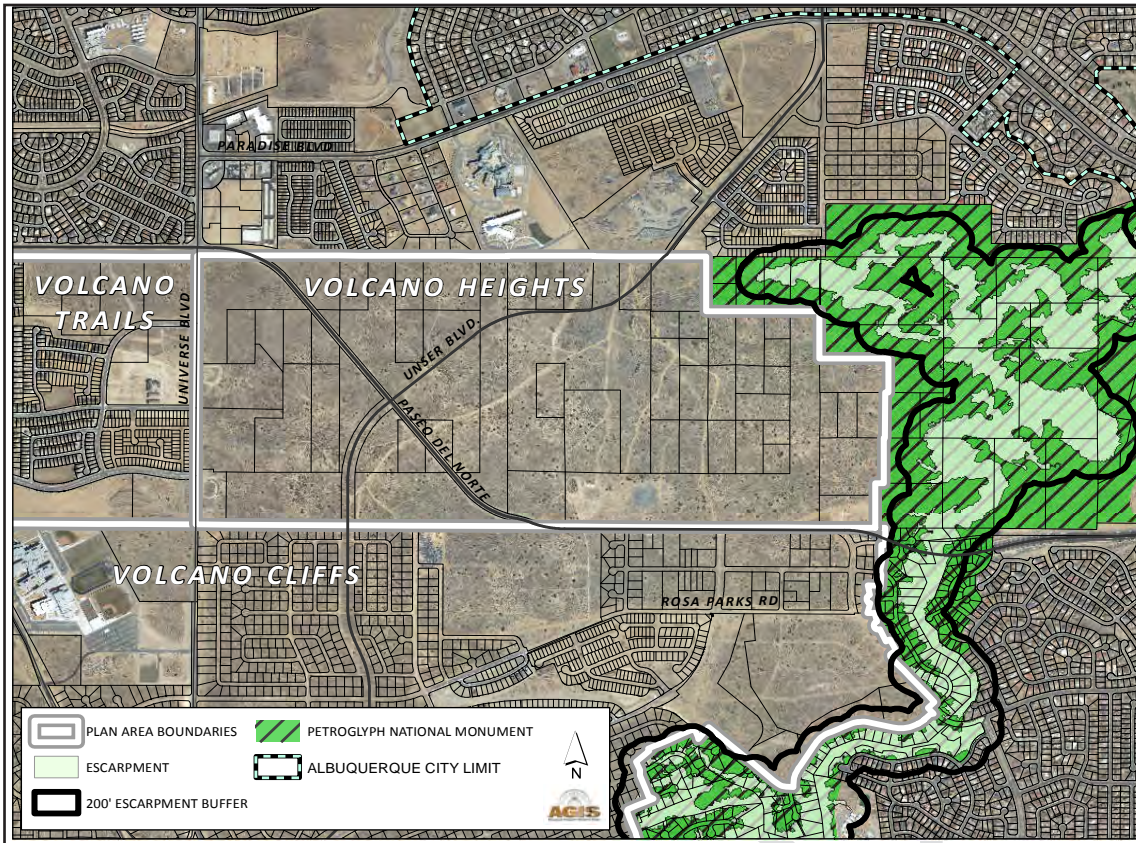 PARADISE BLVD
VOLCANO
TRAILS
UNIVERSE BLVD
VOLCANO HEIGHTS
UNSER BLVD.
PASEO DEL NORTE
VOLCANO CLIFFS
ROSA PARKS RD
PLAN AREA BOUNDARIES
PETROGLYPH NATIONAL MONUMENT
ESCARPMENT
ALBUQUERQUE CITY LIMIT
200' ESCARPMENT BUFFER
N
AGIS